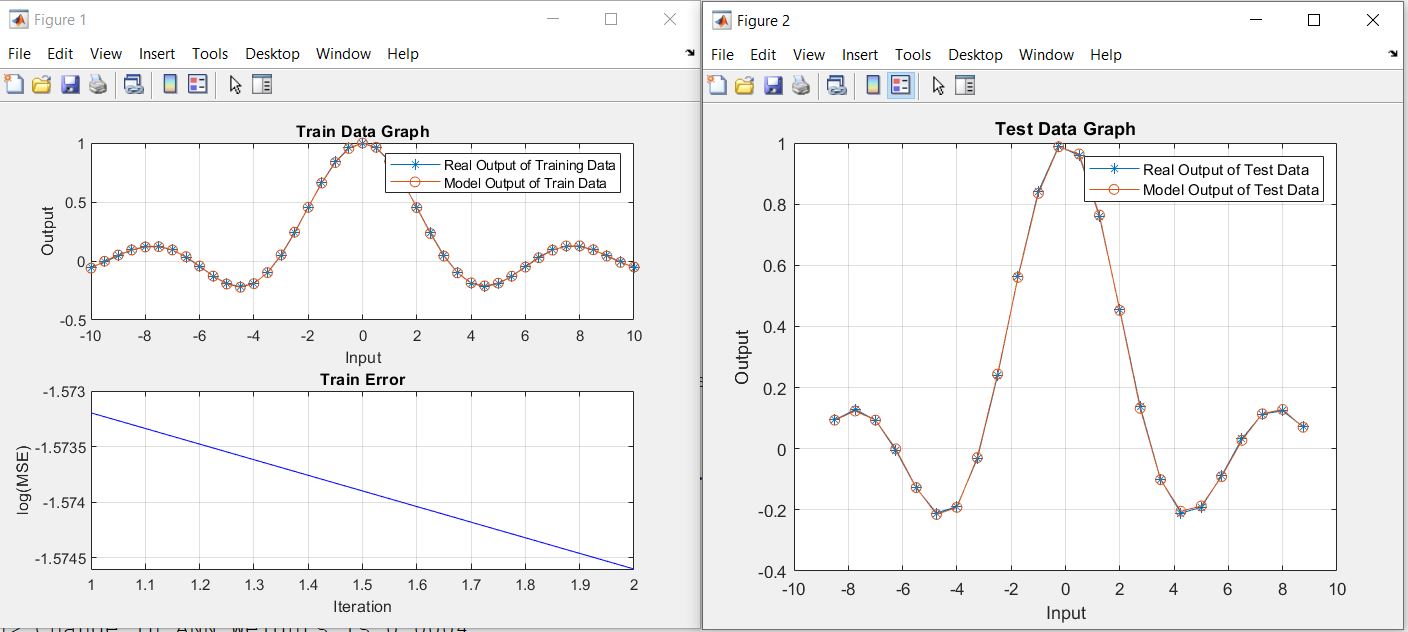 Figure 1
File Edit View Insert Tools Desktop Window Help
Train Data Graph
Real Output of Training Data
Model Output of Train Data
1
0.5
0
-0.5
Output
-10 -8 -6 -4 -2 0 2 4 6 8 10
Input
Train Error
-1.573
-1.5735
-1.574
-1.5745
log(MSE)
1 1.1 1.2 1.3 1.4 1.5 1.6 1.7 1.8 1.9 2
Iteration
Figure 2
File Edit View Insert Tools Desktop Window Help
Test Data Graph
Real Output of Test Data
Model Output of Test Data
1
0.8
0.6
0.4
0.2
0
-0.2
-0.4
Output
-10 -8 -6 -4 -2 0 2 4 6 8 10
Input